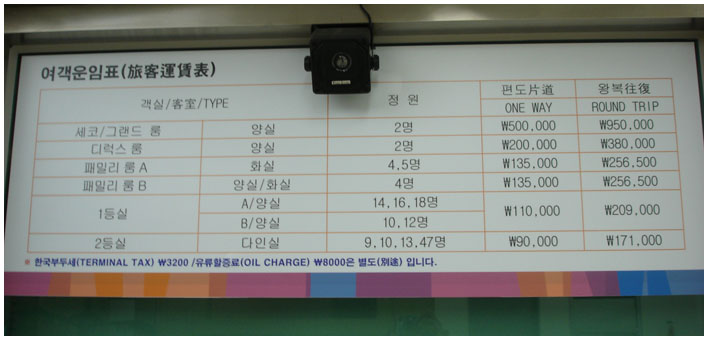 여객운임표(旅客運賃表)
객실/客室/TYPE 정 원 편도片道 왕복往復
ONE WAY ROUND TRIP
세코/그랜드 룸 양실 2명 ₩500,000 ₩950,000
디럭스 룸 양실 2명 ₩200,000 ₩380,000
패밀리 룸 A 화실 4,5명 ₩135,000 ₩256,500
패밀리 룸 B 양실/화실 4명 ₩135,000 ₩256,500
1등실 A/양실 14,16,18명 ₩110,000 ₩209,000
B/양실 10,12명
2등실 다인실 9,10,13,47명 ₩90,000 ₩171,000
※ 한국부두세(TERMINAL TAX) ₩3200 /유류할증료(OIL CHARGE) ₩8000은 별도(別途) 입니다.